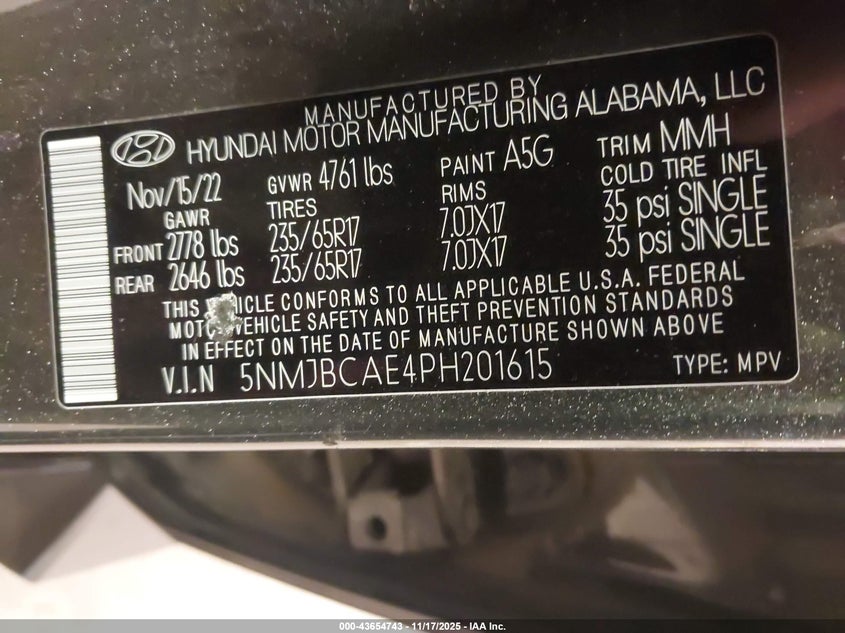 MANUFACTURED BY
HYUNDAI MOTOR MANUFACTURING ALABAMA, LLC
Nov/15/22 GVWR 4761 lbs PAINT A5G TRIM MMH
GAWR TIRES RIMS COLD TIRE INFL
FRONT 2778 lbs 235/65R17 7.0JX17 35 psi SINGLE
REAR 2646 lbs 235/65R17 7.0JX17 35 psi SINGLE
THIS CONFORMS TO ALL APPLICABLE U.S.A. FEDERAL
VEHICLE SAFETY AND THEFT PREVENTION STANDARDS
IN EFFECT ON THE DATE OF MANUFACTURE SHOWN ABOVE
V.I.N 5NMJBCAE4PH201615 TYPE: MPV
000-43654743 - 11/17/2025 - IAA Inc.